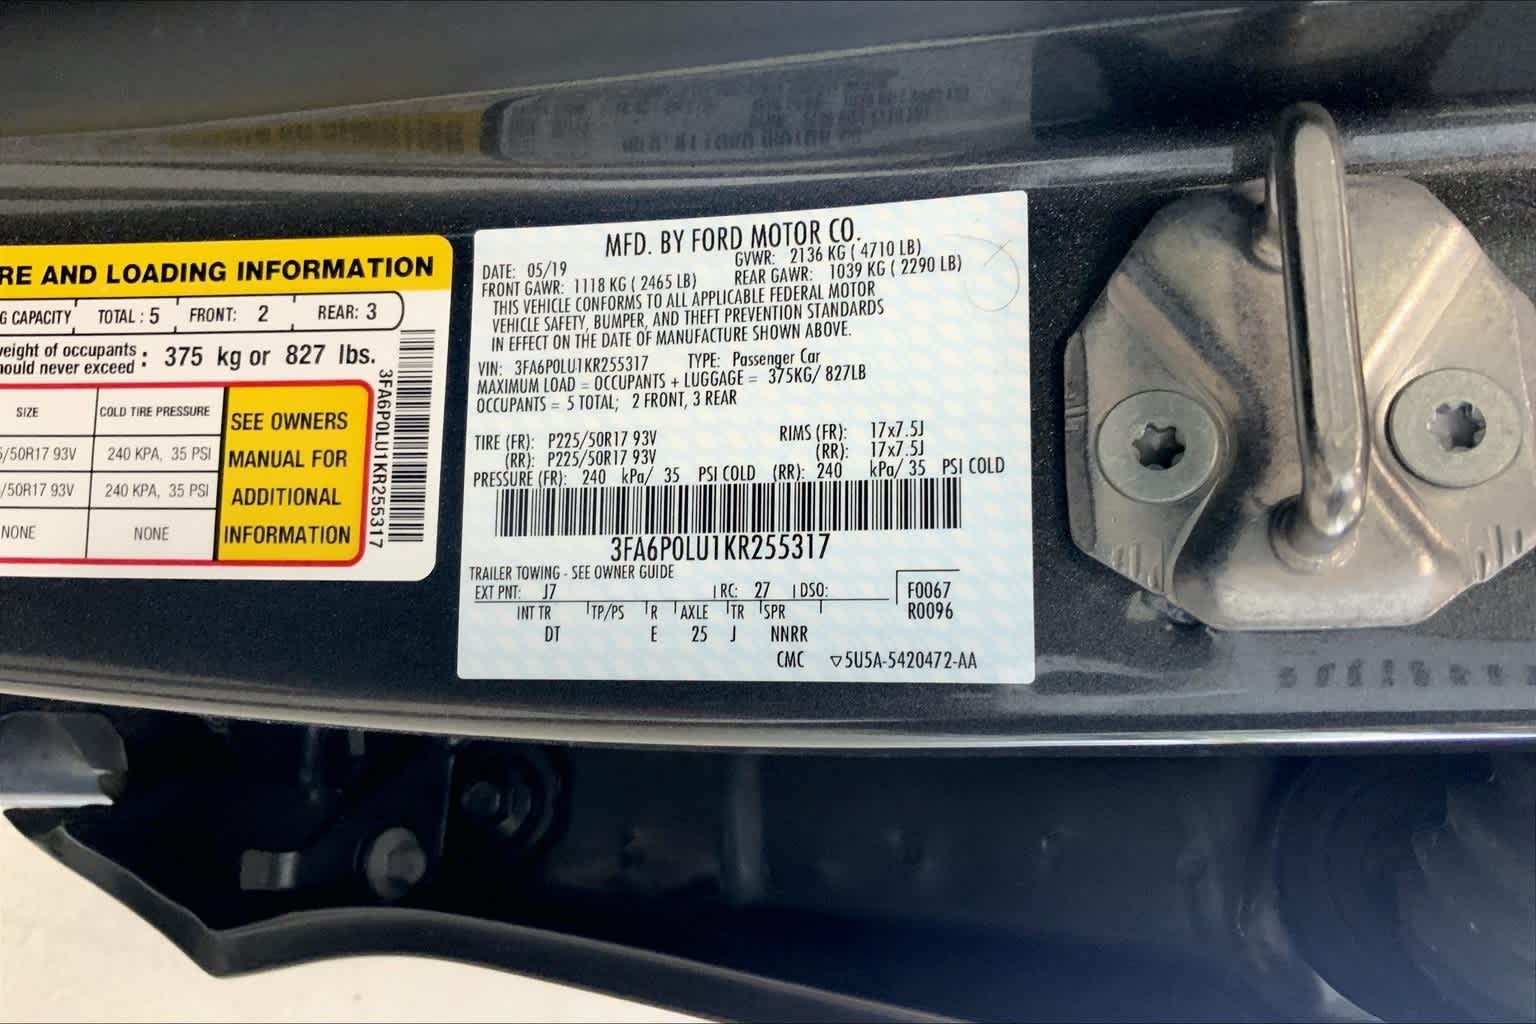 RE AND LOADING INFORMATION
G CAPACITY TOTAL : 5 FRONT: 2 REAR: 3
eight of occupants
ould never exceed : 375 kg or 827 lbs.
SIZE COLD TIRE PRESSURE
5/50R17 93V 240 KPA, 35 PSI
/50R17 93V 240 KPA, 35 PSI
NONE NONE
SEE OWNERS
MANUAL FOR
ADDITIONAL
INFORMATION
3FA6P0LU1KR255317
MFD. BY FORD MOTOR CO.
DATE: 05/19 GVWR: 2136 KG ( 4710 LB)
FRONT GAWR: 1118 KG ( 2465 LB) REAR GAWR: 1039 KG ( 2290 LB)
THIS VEHICLE CONFORMS TO ALL APPLICABLE FEDERAL MOTOR
VEHICLE SAFETY, BUMPER, AND THEFT PREVENTION STANDARDS
IN EFFECT ON THE DATE OF MANUFACTURE SHOWN ABOVE.
VIN: 3FA6P0LU1KR255317 TYPE: Passenger Car
MAXIMUM LOAD = OCCUPANTS + LUGGAGE = 375KG/ 827LB
OCCUPANTS = 5 TOTAL; 2 FRONT, 3 REAR
TIRE (FR): P225/50R17 93V RIMS (FR): 17x7.5J
(RR): P225/50R17 93V (RR): 17x7.5J
PRESSURE (FR): 240 kPa/ 35 PSI COLD (RR): 240 kPa/ 35 PSI COLD
3FA6P0LU1KR255317
TRAILER TOWING - SEE OWNER GUIDE
EXT PNT: J7 RC: 27 DSO: F0067
INT TR TP/PS R AXLE TR SPR R0096
DT E 25 J NNRR
CMC ▽5U5A-5420472-AA